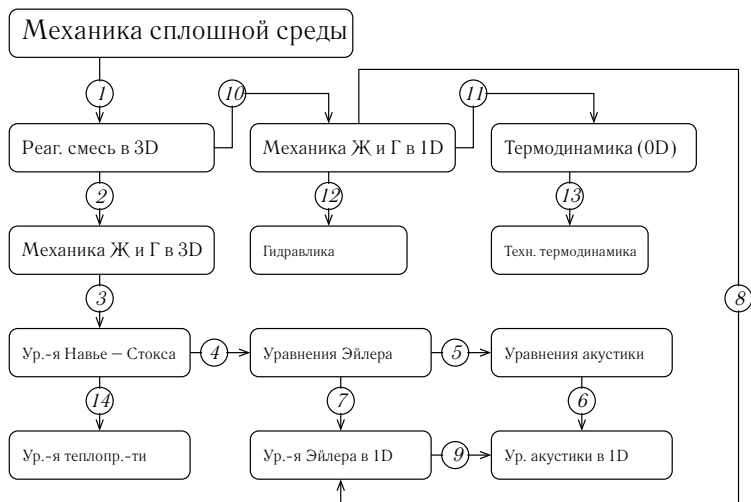 Механика сплошной среды
1
10
11
Реаг. смесь в 3D
Механика Ж и Г в 1D
Термодинамика (0D)
2
12
13
Механика Ж и Г в 3D
Гидравлика
Техн. термодинамика
3
8
Ур.-я Навье – Стокса
4
Уравнения Эйлера
5
Уравнения акустики
14
7
6
Ур.-я теплопр.-ти
Ур.-я Эйлера в 1D
9
Ур. акустики в 1D